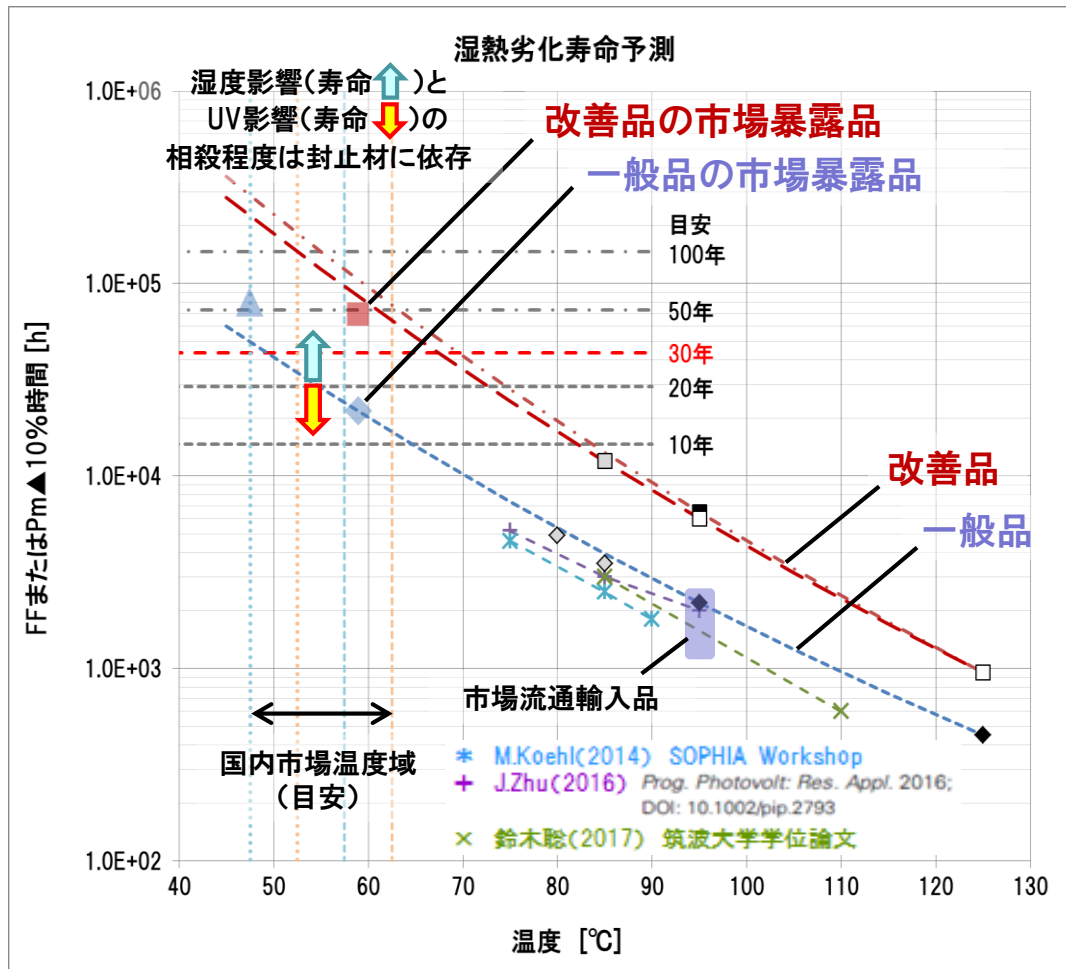 湿熱劣化寿命予測
湿度影響(寿命 )と
UV影響(寿命 )の
相殺程度は封止材に依存
改善品の市場暴露品
一般品の市場暴露品
目安
100年
50年
30年
20年
10年
改善品
一般品
市場流通輸入品
国内市場温度域
(目安)
M.Koehl(2014) SOPHIA Workshop
J.Zhu(2016) Prog. Photovolt: Res. Appl. 2016;
DOI: 10.1002/pip.2793
鈴木聡(2017) 筑波大学学位論文
FFまたはPm▲10%時間 [h]
1.0E+06
1.0E+05
1.0E+04
1.0E+03
1.0E+02
40 50 60 70 80 90 100 110 120 130
温度 [℃]